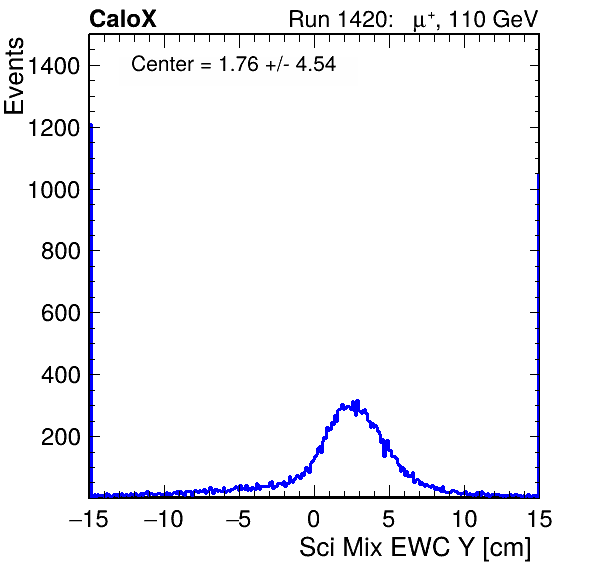 CaloX Run 1420: μ⁺, 110 GeV
Events
Center = 1.76 +/- 4.54
1400
1200
1000
800
600
400
200
−15 −10 −5 0 5 10 15
Sci Mix EWC Y [cm]